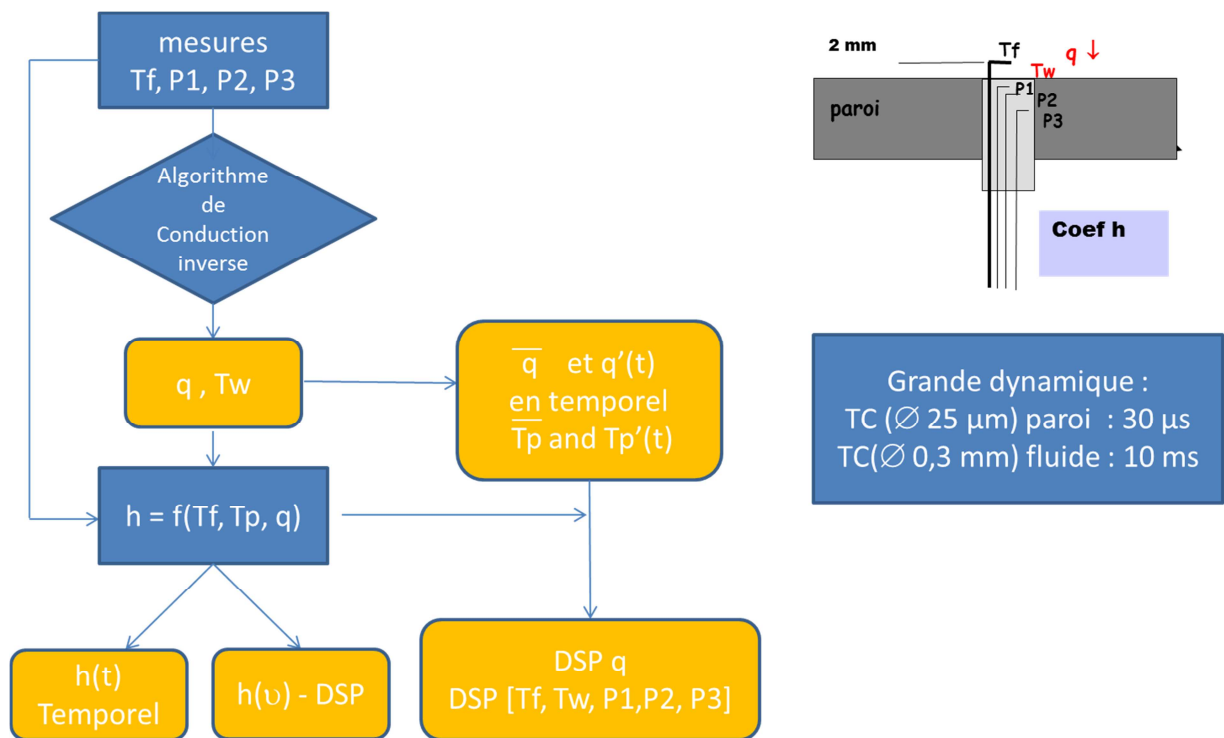 mesures
Tf, P1, P2, P3
Algorithme
de
Conduction
inverse
q , Tw
q et q’(t)
en temporel
Tp and Tp’(t)
h = f(Tf, Tp, q)
h(t)
Temporel
h(υ) - DSP
DSP q
DSP [Tf, Tw, P1,P2, P3]
2 mm
Tf
q ↓
Tw
paroi
P1
P2
P3
Coef h
Grande dynamique :
TC (∅ 25 µm) paroi : 30 µs
TC(∅ 0,3 mm) fluide : 10 ms